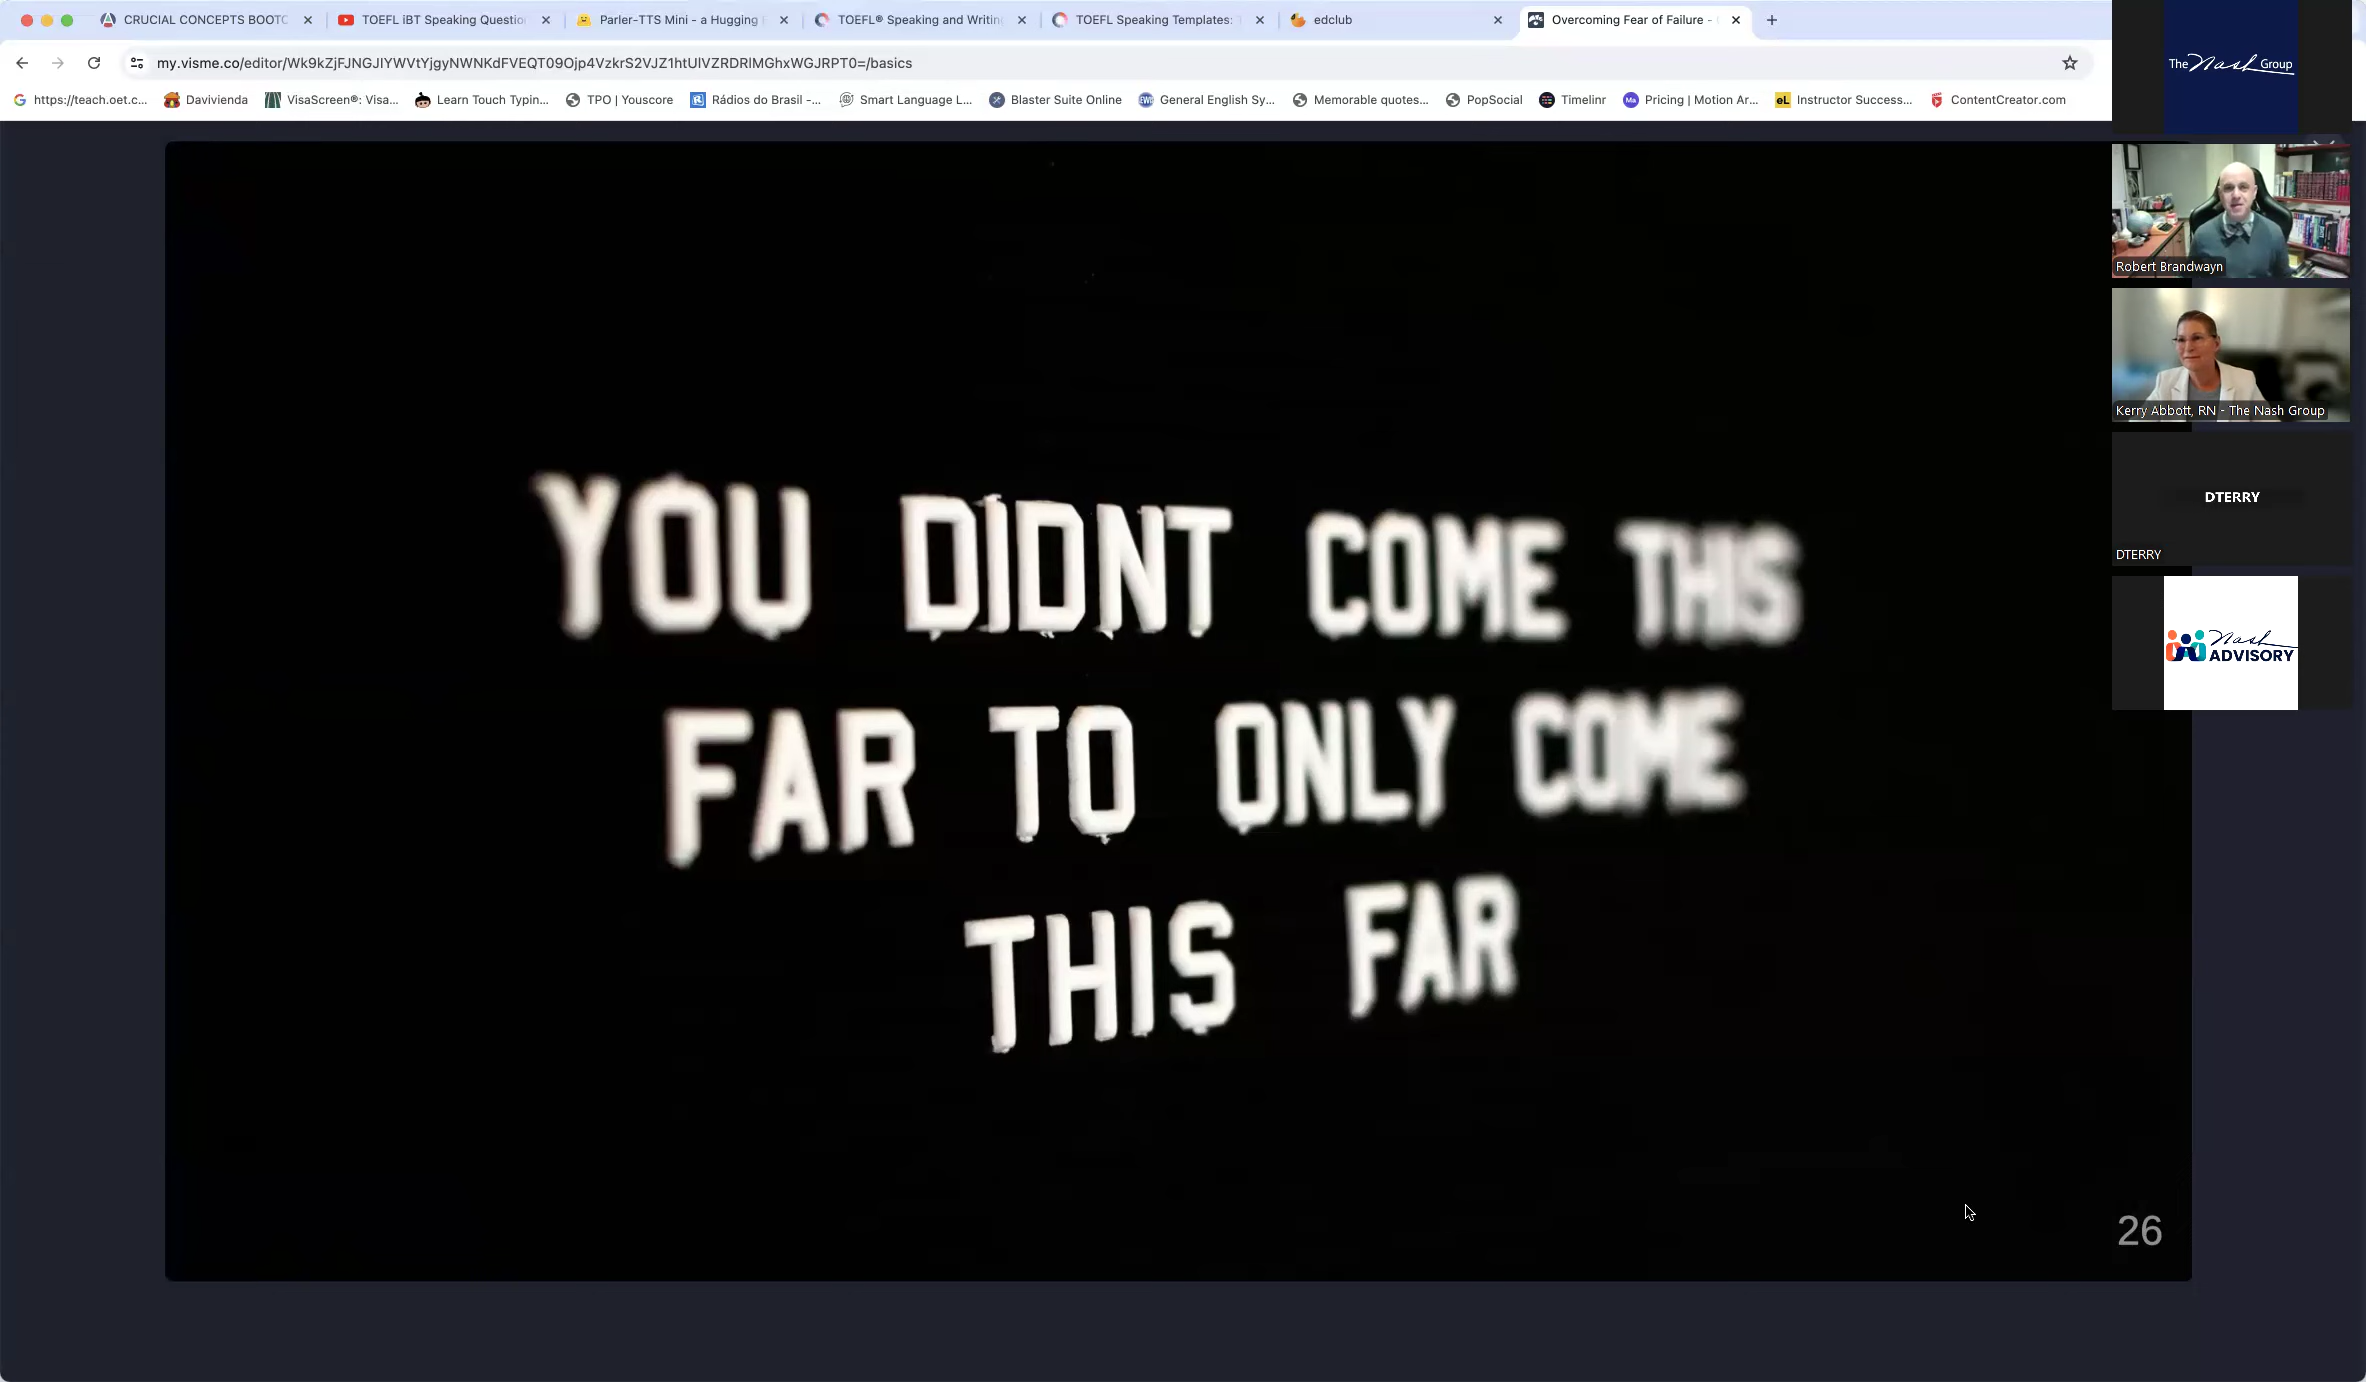 CRUCIAL CONCEPTS BOOTC
TOEFL iBT Speaking Questio
Parler-TTS Mini - a Hugging
TOEFL® Speaking and Writin
TOEFL Speaking Templates:
edclub
Overcoming Fear of Failure -
my.visme.co/editor/Wk9kZjFJNGJIYWVtYjgyNWNKdFVEQT09Ojp4VzkrS2VJZ1htUlVZRDRlMGhxWGJRPT0=/basics
https://teach.oet.c...
Davivienda
VisaScreen®: Visa...
Learn Touch Typin...
TPO | Youscore
Rádios do Brasil -...
Smart Language L...
Blaster Suite Online
General English Sy...
Memorable quotes...
PopSocial
Timelinr
Pricing | Motion Ar...
Instructor Success...
ContentCreator.com
The Nash Group
Robert Brandwayn
Kerry Abbott, RN - The Nash Group
DTERRY
DTERRY
Nash
ADVISORY
YOU DIDNT COME THIS
FAR TO ONLY COME
THIS FAR
26